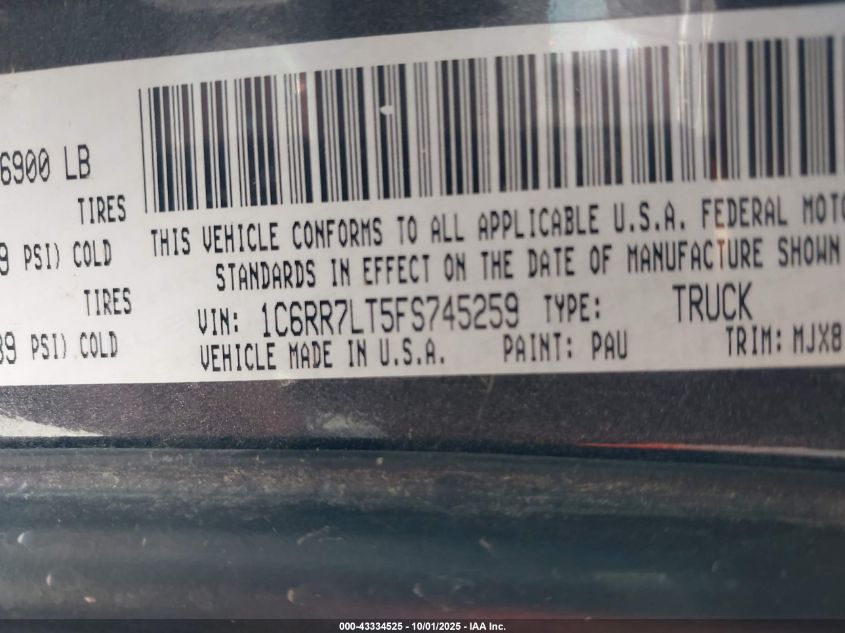 6900 LB
TIRES
9 PSI) COLD
TIRES
39 PSI) COLD
THIS VEHICLE CONFORMS TO ALL APPLICABLE U.S.A. FEDERAL MOTO
STANDARDS IN EFFECT ON THE DATE OF MANUFACTURE SHOWN
VIN: 1C6RR7LT5FS745259 TYPE: TRUCK
VEHICLE MADE IN U.S.A. PAINT: PAU TRIM: MJX8
000-43334525 - 10/01/2025 - IAA Inc.